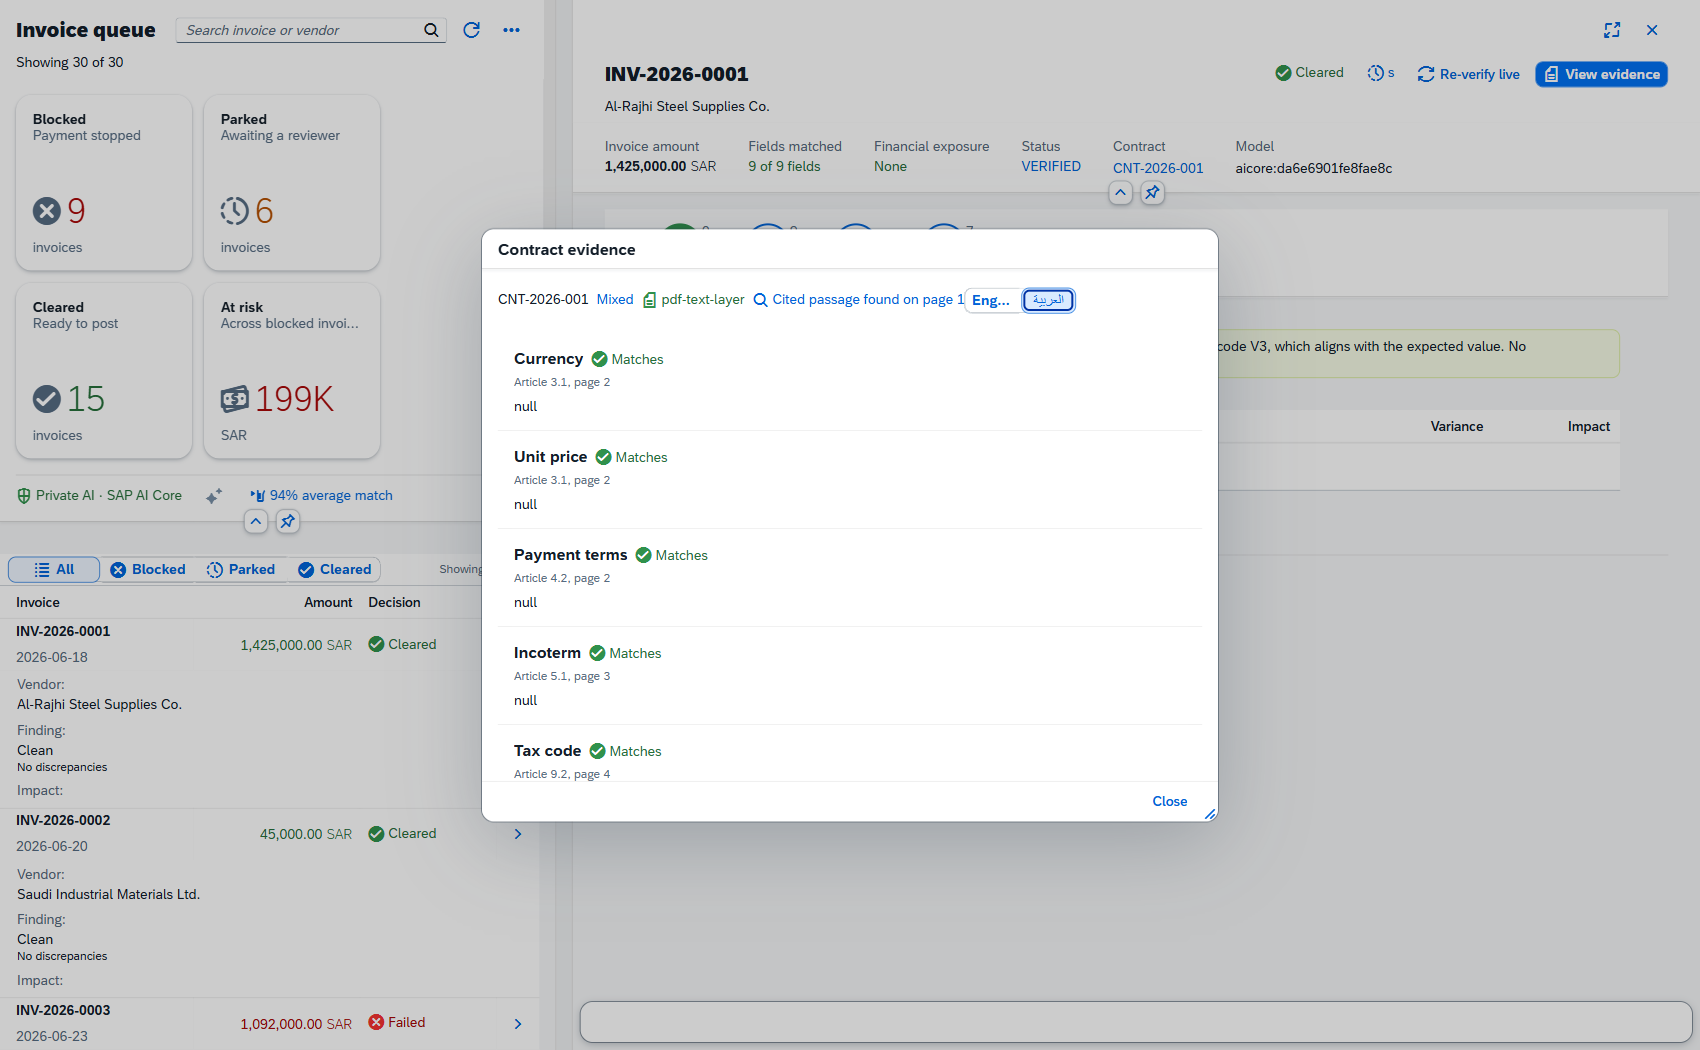 Invoice queue
Search invoice or vendor
Showing 30 of 30
Blocked
Payment stopped
9
invoices
Parked
Awaiting a reviewer
6
invoices
Cleared
Ready to post
15
invoices
At risk
Across blocked invoi...
199K
SAR
Private AI · SAP AI Core
94% average match
All
Blocked
Parked
Cleared
Showing
Invoice
Amount
Decision
INV-2026-0001
2026-06-18
1,425,000.00 SAR
Cleared
Vendor:
Al-Rajhi Steel Supplies Co.
Finding:
Clean
No discrepancies
Impact:
INV-2026-0002
2026-06-20
45,000.00 SAR
Cleared
Vendor:
Saudi Industrial Materials Ltd.
Finding:
Clean
No discrepancies
Impact:
INV-2026-0003
2026-06-23
1,092,000.00 SAR
Failed
INV-2026-0001
Al-Rajhi Steel Supplies Co.
Cleared
s
Re-verify live
View evidence
Invoice amount
1,425,000.00 SAR
Fields matched
9 of 9 fields
Financial exposure
None
Status
VERIFIED
Contract
CNT-2026-001
Model
aicore:da6e6901fe8fae8c
code V3, which aligns with the expected value. No
Variance
Impact
Contract evidence
CNT-2026-001 Mixed pdf-text-layer Cited passage found on page 1 Eng... العربية
Currency Matches
Article 3.1, page 2
null
Unit price Matches
Article 3.1, page 2
null
Payment terms Matches
Article 4.2, page 2
null
Incoterm Matches
Article 5.1, page 3
null
Tax code Matches
Article 9.2, page 4
Close